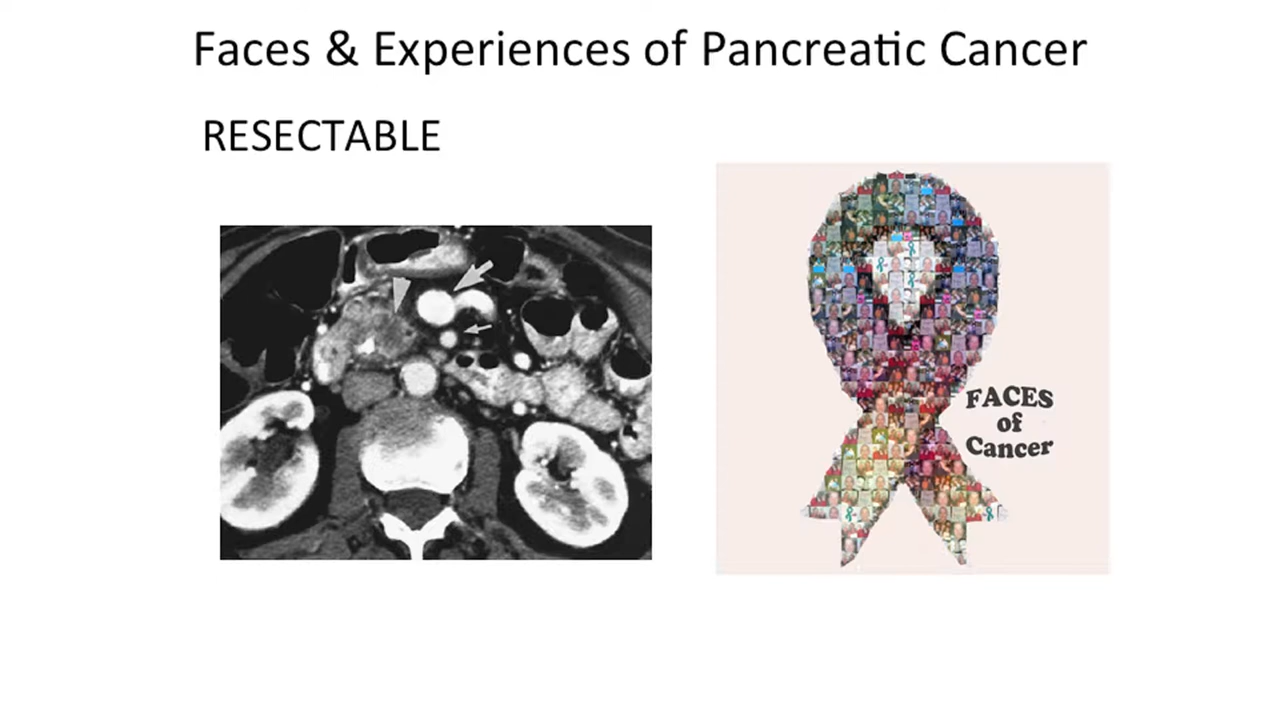 Faces & Experiences of Pancreatic Cancer
RESECTABLE
FACES
of
Cancer